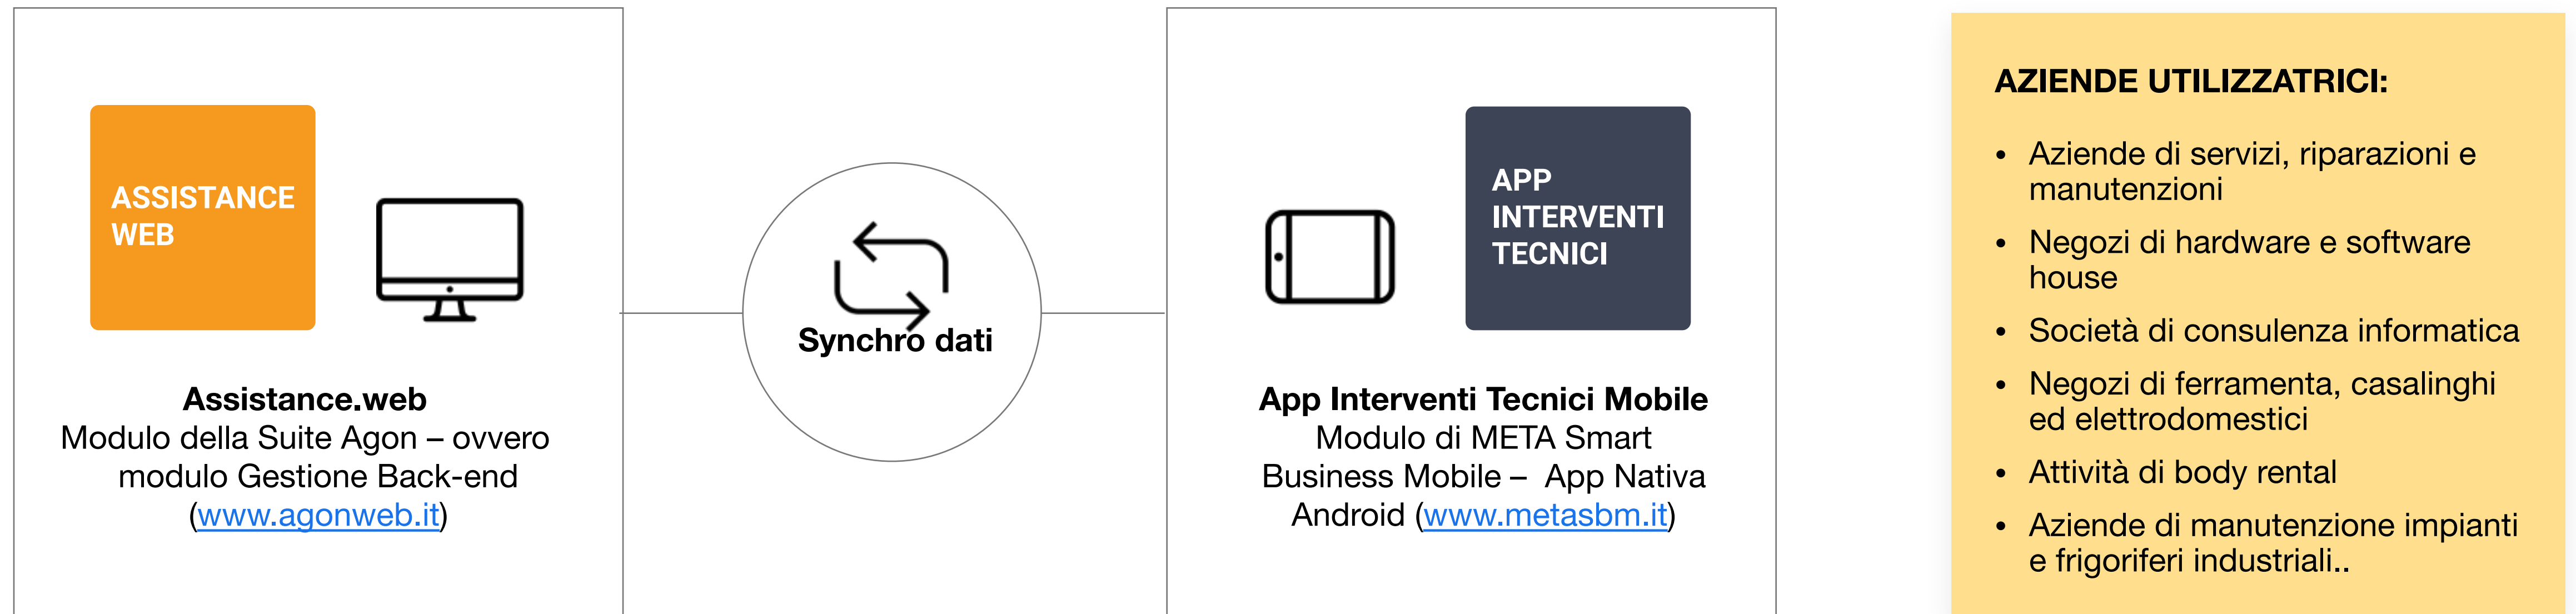 ASSISTANCE
WEB
Assistance.web
Modulo della Suite Agon – ovvero
modulo Gestione Back-end
(www.agonweb.it)
Synchro dati
APP
INTERVENTI
TECNICI
App Interventi Tecnici Mobile
Modulo di META Smart
Business Mobile – App Nativa
Android (www.metasbm.it)
AZIENDE UTILIZZATRICI:
• Aziende di servizi, riparazioni e
manutenzioni
• Negozi di hardware e software
house
• Società di consulenza informatica
• Negozi di ferramenta, casalinghi
ed elettrodomestici
• Attività di body rental
• Aziende di manutenzione impianti
e frigoriferi industriali..